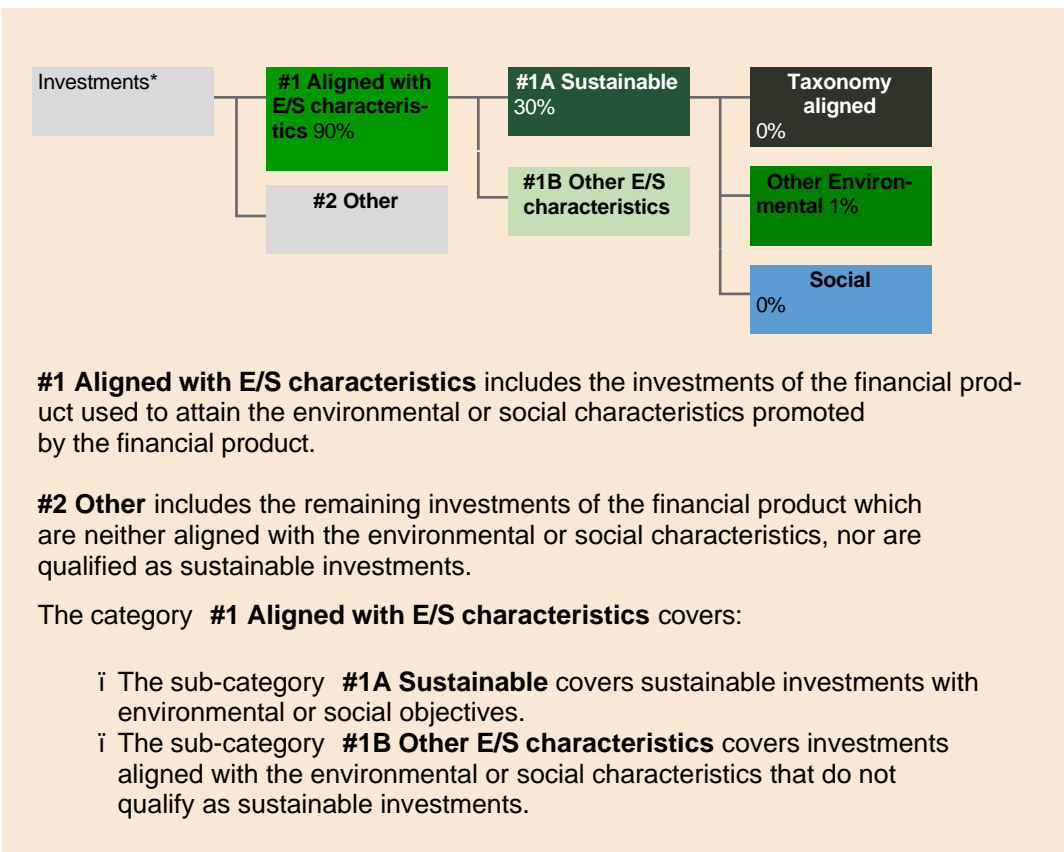 Investments*
#1 Aligned with
E/S characteris-
tics 90%
#2 Other
#1A Sustainable
30%
#1B Other E/S
characteristics
Taxonomy
aligned
0%
Other Environ-
mental 1%
Social
0%
#1 Aligned with E/S characteristics includes the investments of the financial prod-
uct used to attain the environmental or social characteristics promoted
by the financial product.
#2 Other includes the remaining investments of the financial product which
are neither aligned with the environmental or social characteristics, nor are
qualified as sustainable investments.
The category #1 Aligned with E/S characteristics covers:
ï The sub-category #1A Sustainable covers sustainable investments with
environmental or social objectives.
ï The sub-category #1B Other E/S characteristics covers investments
aligned with the environmental or social characteristics that do not
qualify as sustainable investments.